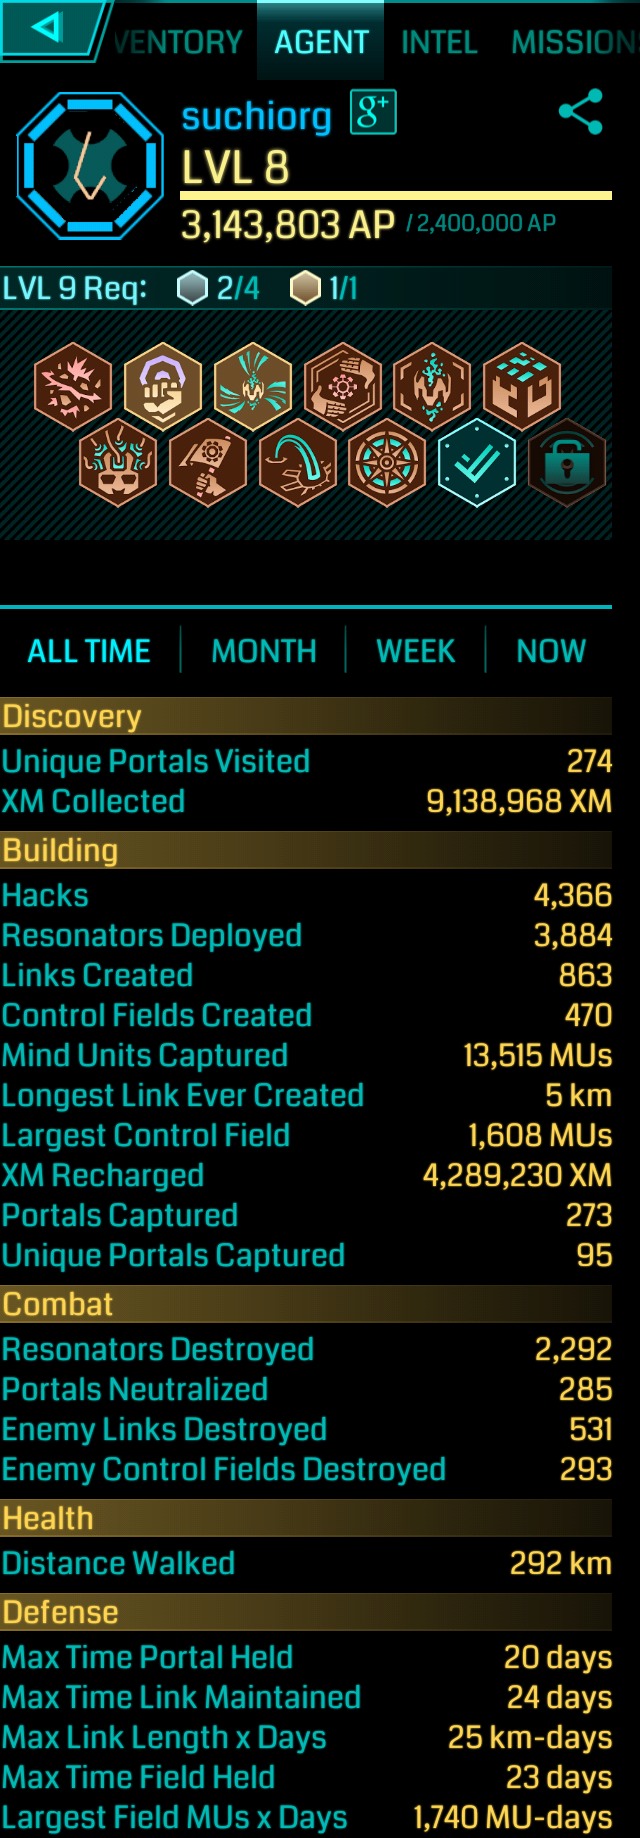 VENTORY AGENT INTEL MISSION
suchiorg g+
LVL 8
3,143,803 AP / 2,400,000 AP
LVL 9 Req: 2/4 1/1
ALL TIME MONTH WEEK NOW
Discovery
Unique Portals Visited 274
XM Collected 9,138,968 XM
Building
Hacks 4,366
Resonators Deployed 3,884
Links Created 863
Control Fields Created 470
Mind Units Captured 13,515 MUs
Longest Link Ever Created 5 km
Largest Control Field 1,608 MUs
XM Recharged 4,289,230 XM
Portals Captured 273
Unique Portals Captured 95
Combat
Resonators Destroyed 2,292
Portals Neutralized 285
Enemy Links Destroyed 531
Enemy Control Fields Destroyed 293
Health
Distance Walked 292 km
Defense
Max Time Portal Held 20 days
Max Time Link Maintained 24 days
Max Link Length x Days 25 km-days
Max Time Field Held 23 days
Largest Field MUs x Days 1,740 MU-days